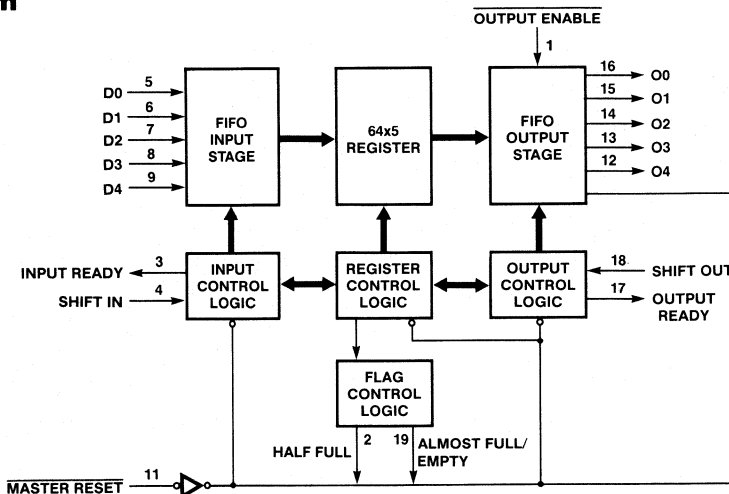 OUTPUT ENABLE
1
D0 5
D1 6
D2 7
D3 8
D4 9
FIFO
INPUT
STAGE
64x5
REGISTER
FIFO
OUTPUT
STAGE
16 O0
15 O1
14 O2
13 O3
12 O4
INPUT READY 3
SHIFT IN 4
INPUT
CONTROL
LOGIC
REGISTER
CONTROL
LOGIC
OUTPUT
CONTROL
LOGIC
18 SHIFT OUT
17 OUTPUT
READY
FLAG
CONTROL
LOGIC
HALF FULL 2
19 ALMOST FULL/
EMPTY
MASTER RESET 11